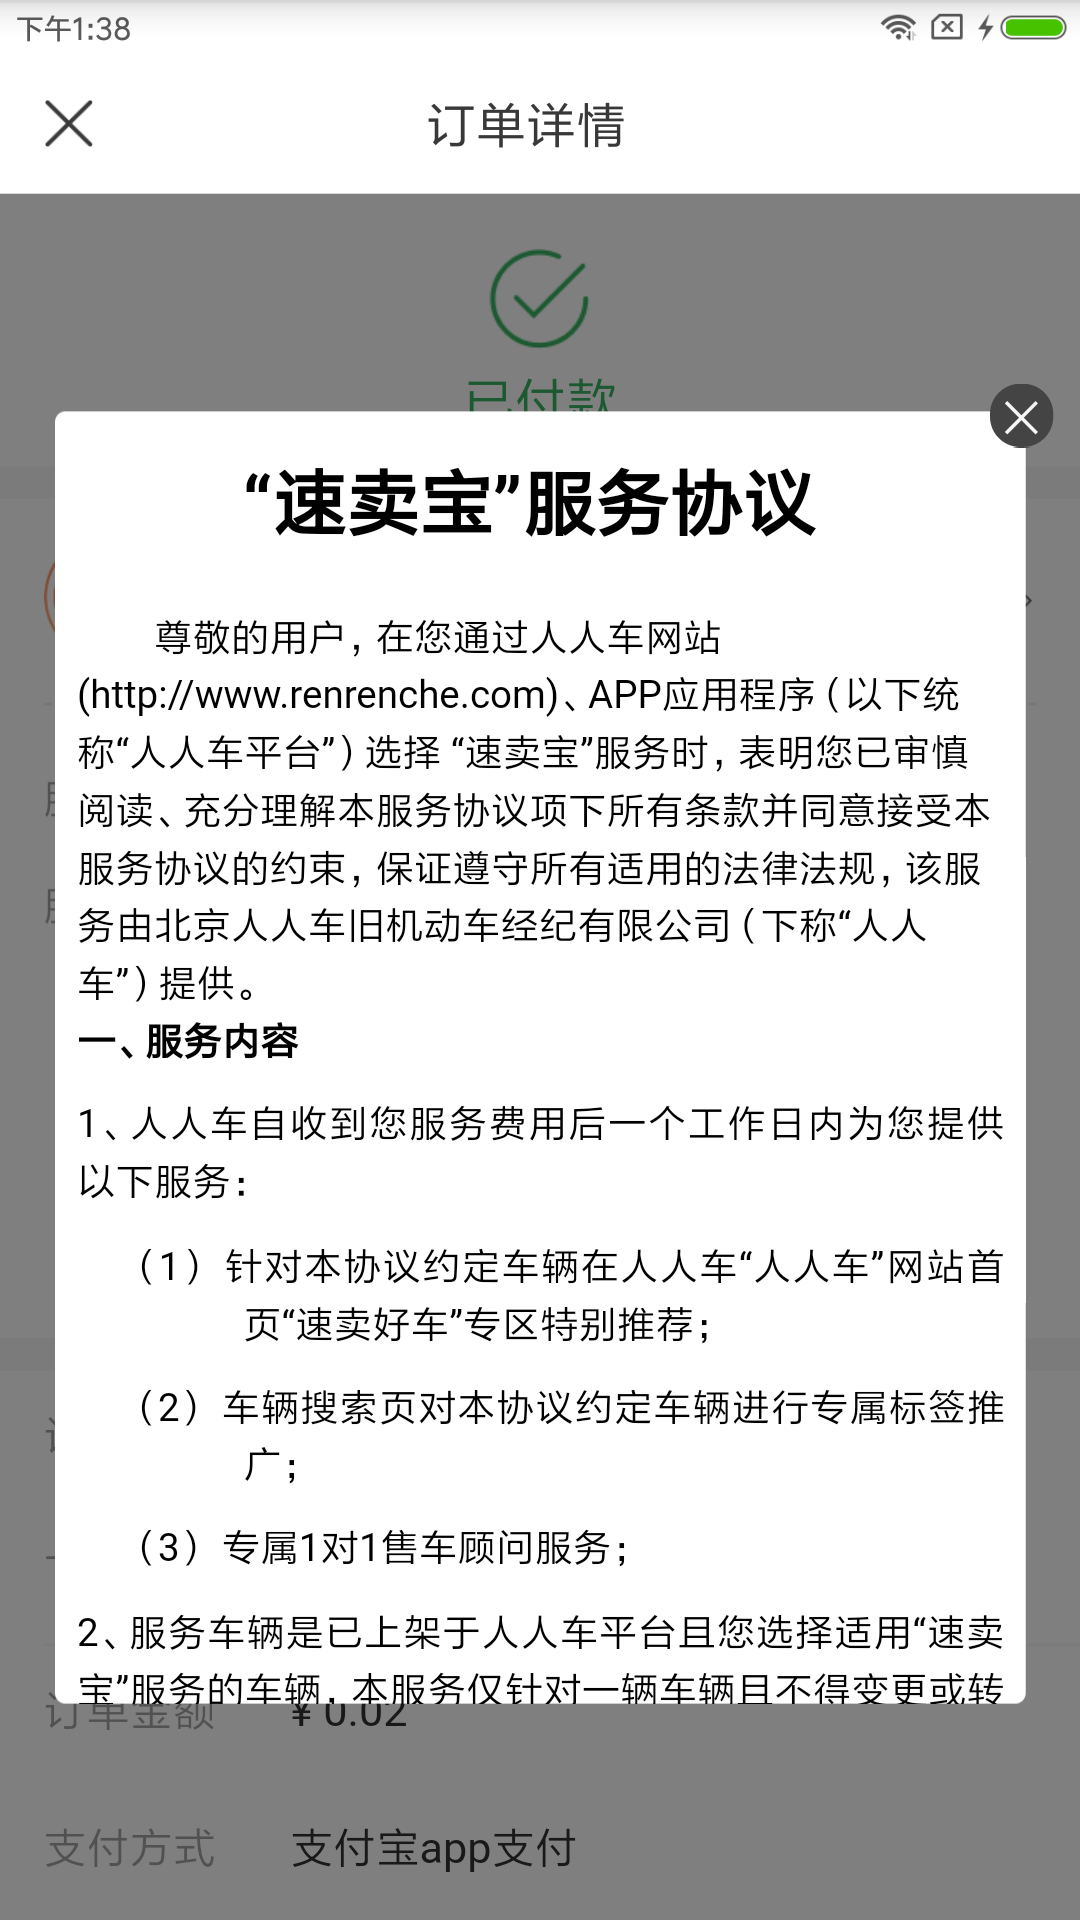 下午1:38
订单详情
已付款
“速卖宝”服务协议
尊敬的用户，在您通过人人车网站
(http://www.renrenche.com)、APP应用程序（以下统
称“人人车平台”）选择 “速卖宝”服务时，表明您已审慎
阅读、充分理解本服务协议项下所有条款并同意接受本
服务协议的约束，保证遵守所有适用的法律法规，该服
务由北京人人车旧机动车经纪有限公司（下称“人人
车”）提供。
一、服务内容
1、人人车自收到您服务费用后一个工作日内为您提供
以下服务：
（1）针对本协议约定车辆在人人车“人人车”网站首
页“速卖好车”专区特别推荐；
（2）车辆搜索页对本协议约定车辆进行专属标签推
广；
（3）专属1对1售车顾问服务；
2、服务车辆是已上架于人人车平台且您选择适用“速卖
宝”服务的车辆，本服务仅针对一辆车辆且不得变更或转
订单金额 ¥ 0.02
支付方式 支付宝app支付